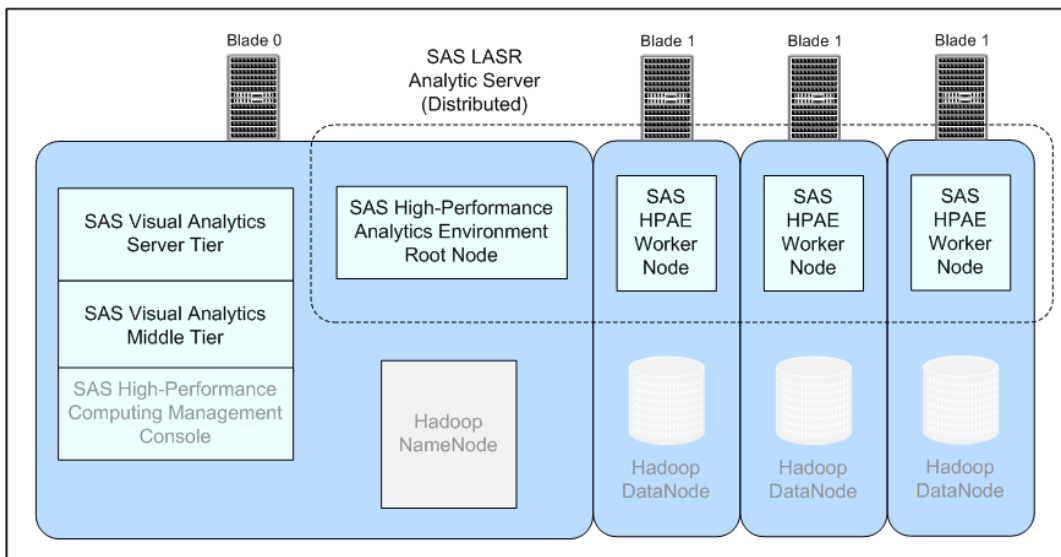 Blade 0
SAS LASR
Analytic Server
(Distributed)
Blade 1
Blade 1
Blade 1
SAS Visual Analytics
Server Tier
SAS Visual Analytics
Middle Tier
SAS High-Performance
Computing Management
Console
SAS High-Performance
Analytics Environment
Root Node
Hadoop
NameNode
SAS
HPAE
Worker
Node
SAS
HPAE
Worker
Node
SAS
HPAE
Worker
Node
Hadoop
DataNode
Hadoop
DataNode
Hadoop
DataNode